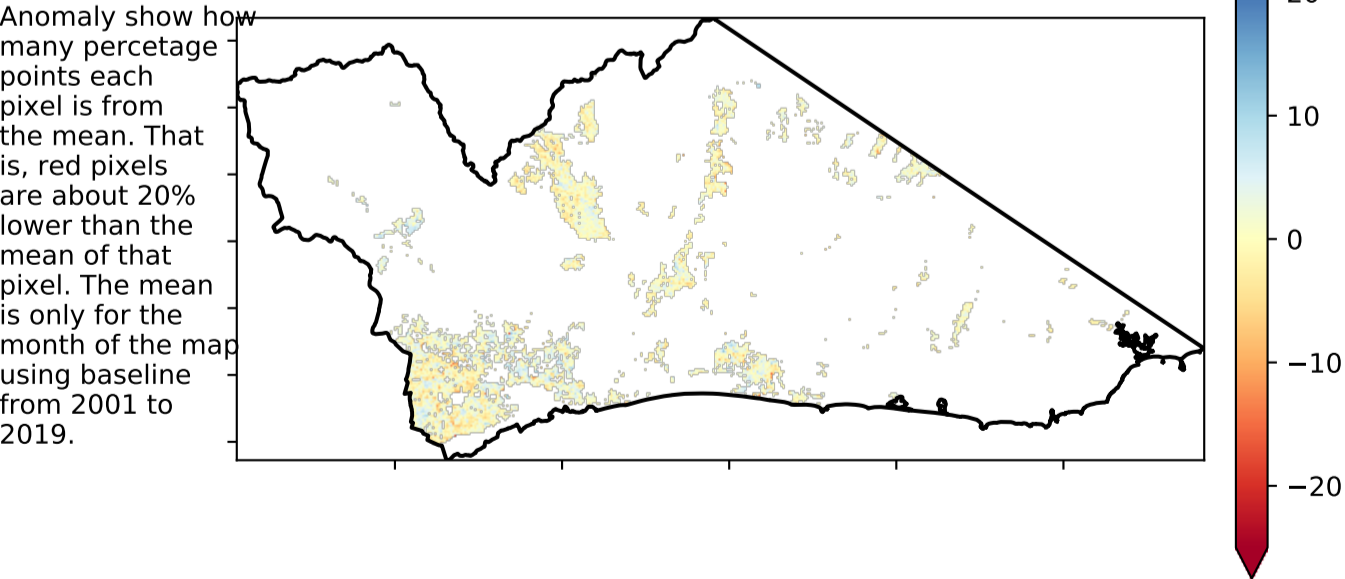 Anomaly show how
many percetage
points each
pixel is from
the mean. That
is, red pixels
are about 20%
lower than the
mean of that
pixel. The mean
is only for the
month of the map
using baseline
from 2001 to
2019.
10
0
−10
−20